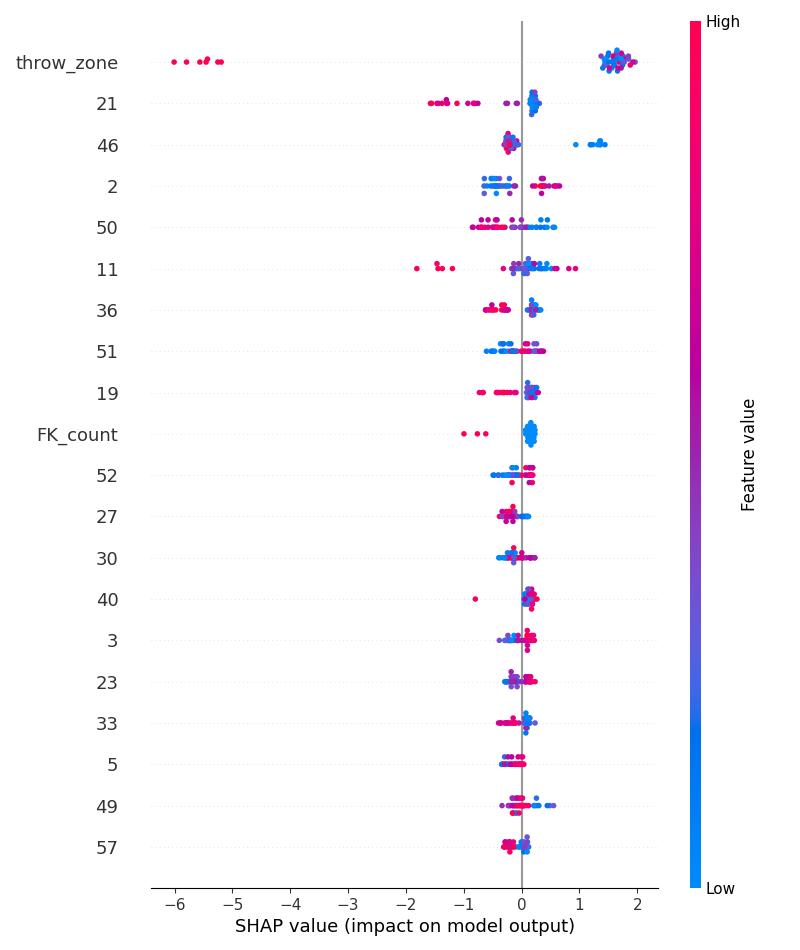 High
throw_zone
21
46
2
50
11
36
51
19
FK_count
52
27
30
40
3
23
33
5
49
57
Feature value
Low
−6 −5 −4 −3 −2 −1 0 1 2
SHAP value (impact on model output)